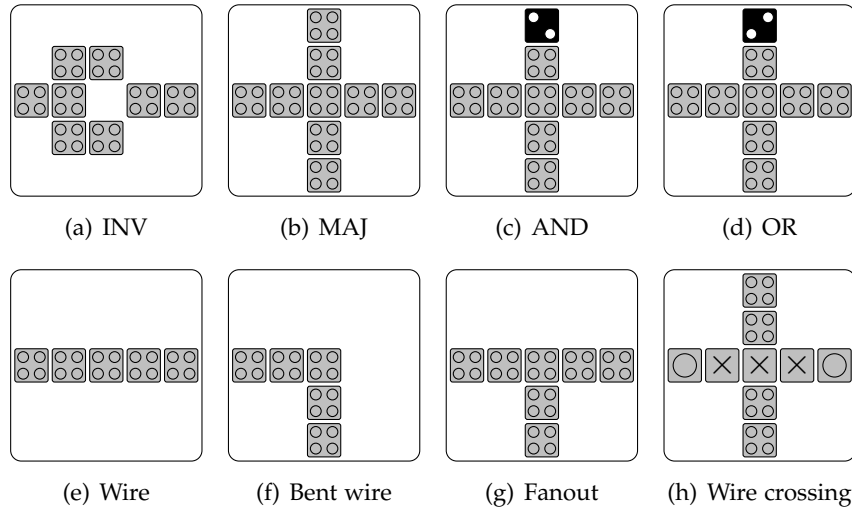 (a) INV (b) MAJ (c) AND (d) OR
(e) Wire (f) Bent wire (g) Fanout (h) Wire crossing